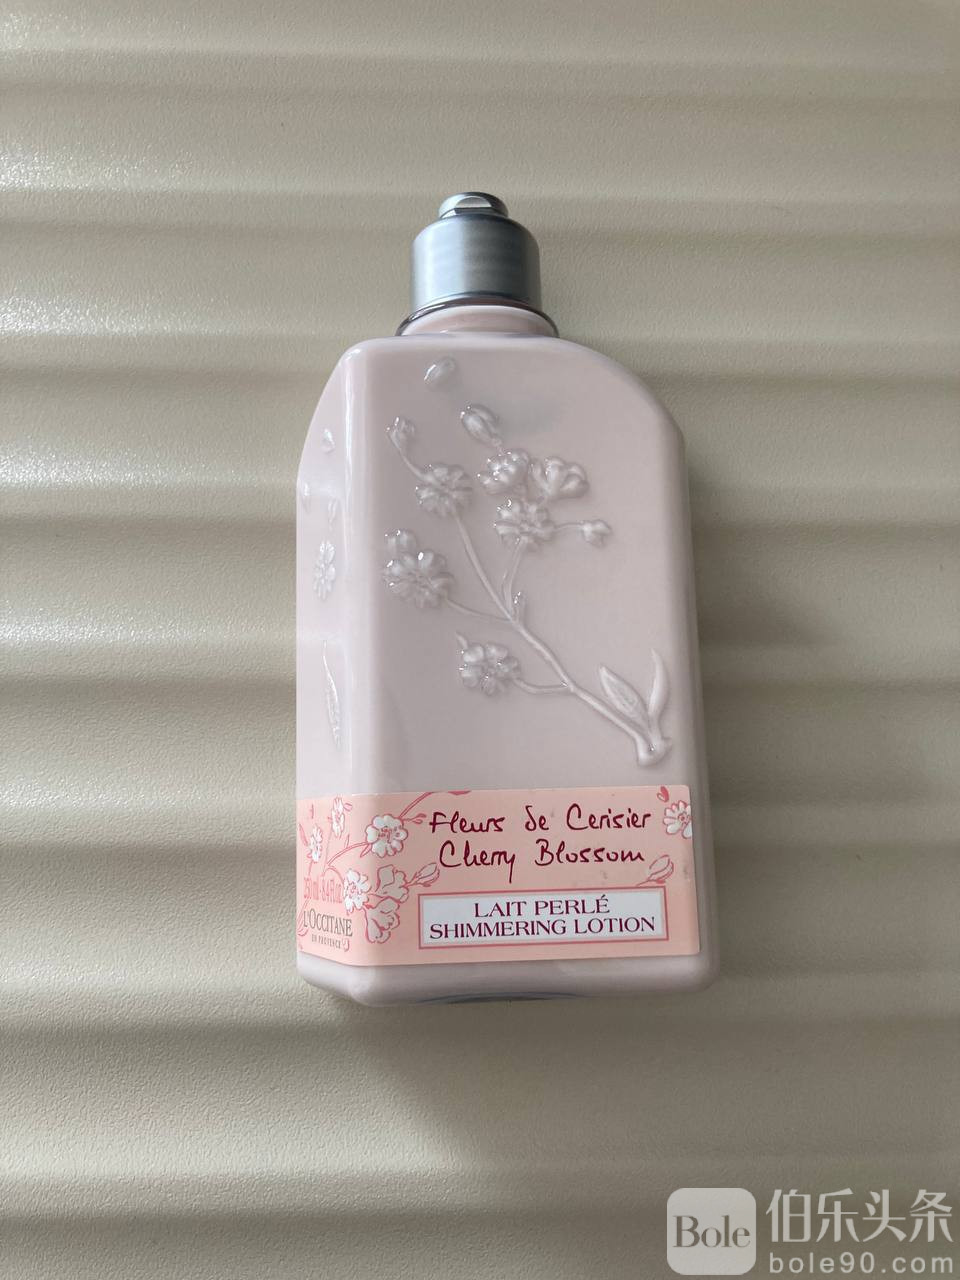 Fleurs de Cerisier
Cherry Blossom
250 ml - 8.4 fl.oz
L'OCCITANE
EN PROVENCE
LAIT PERLÉ
SHIMMERING LOTION
Bole
伯乐头条
bole90.com